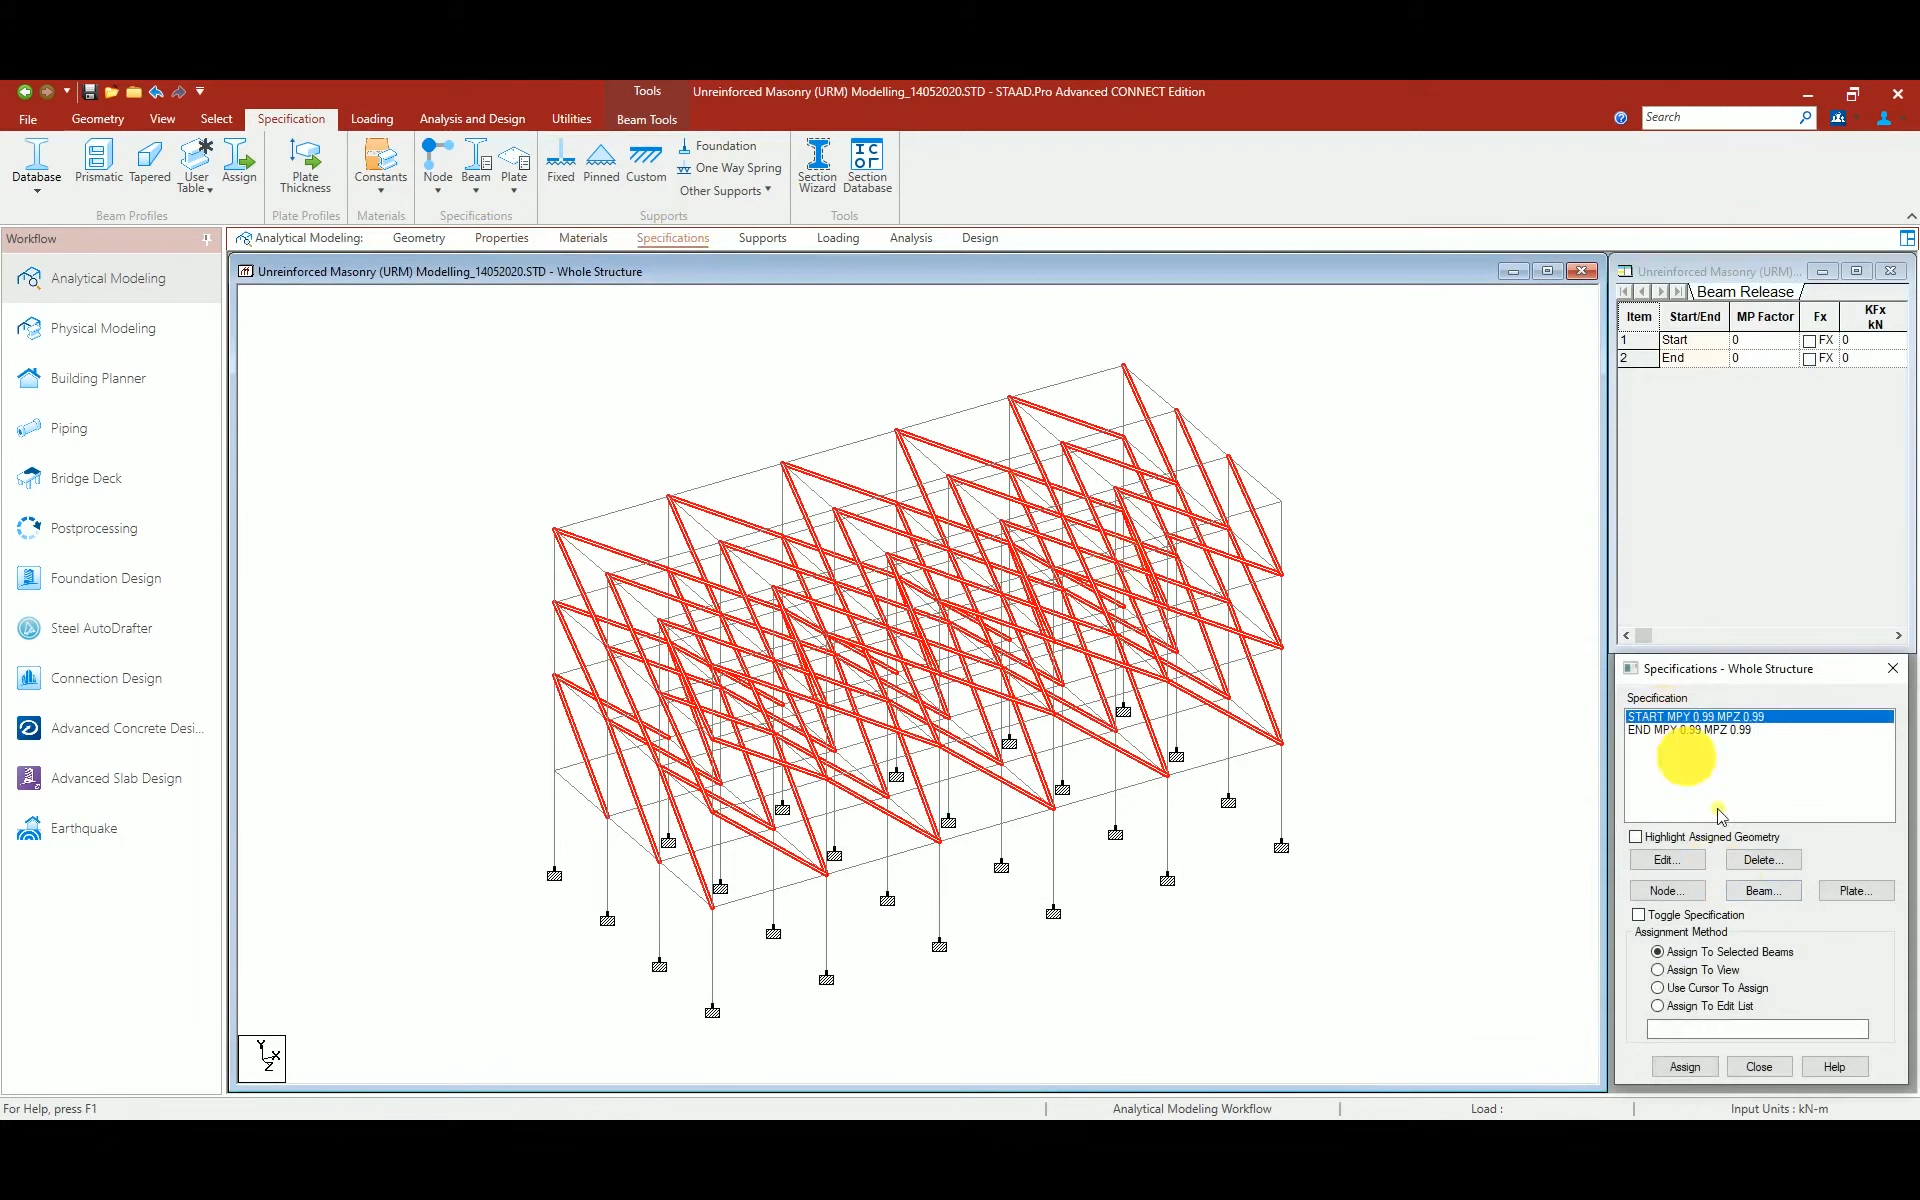 Tools
Unreinforced Masonry (URM) Modelling_14052020.STD - STAAD.Pro Advanced CONNECT Edition
File Geometry View Select Specification Loading Analysis and Design Utilities Beam Tools
Search
Database Prismatic Tapered User Table Assign
Plate Thickness
Constants
Node Beam Plate
Fixed Pinned Custom
Foundation
One Way Spring
Other Supports
Section Wizard Section Database
Beam Profiles Plate Profiles Materials Specifications Supports Tools
Workflow
Analytical Modeling: Geometry Properties Materials Specifications Supports Loading Analysis Design
Analytical Modeling
Physical Modeling
Building Planner
Piping
Bridge Deck
Postprocessing
Foundation Design
Steel AutoDrafter
Connection Design
Advanced Concrete Desi...
Advanced Slab Design
Earthquake
Unreinforced Masonry (URM) Modelling_14052020.STD - Whole Structure
Y
X
Z
Unreinforced Masonry (URM)...
Beam Release
Item Start/End MP Factor Fx KFx kN
1 Start 0 FX 0
2 End 0 FX 0
Specifications - Whole Structure
Specification
START MPY 0.99 MPZ 0.99
END MPY 0.99 MPZ 0.99
Highlight Assigned Geometry
Edit... Delete...
Node... Beam... Plate...
Toggle Specification
Assignment Method
Assign To Selected Beams
Assign To View
Use Cursor To Assign
Assign To Edit List
Assign Close Help
For Help, press F1
Analytical Modeling Workflow
Load :
Input Units : kN-m